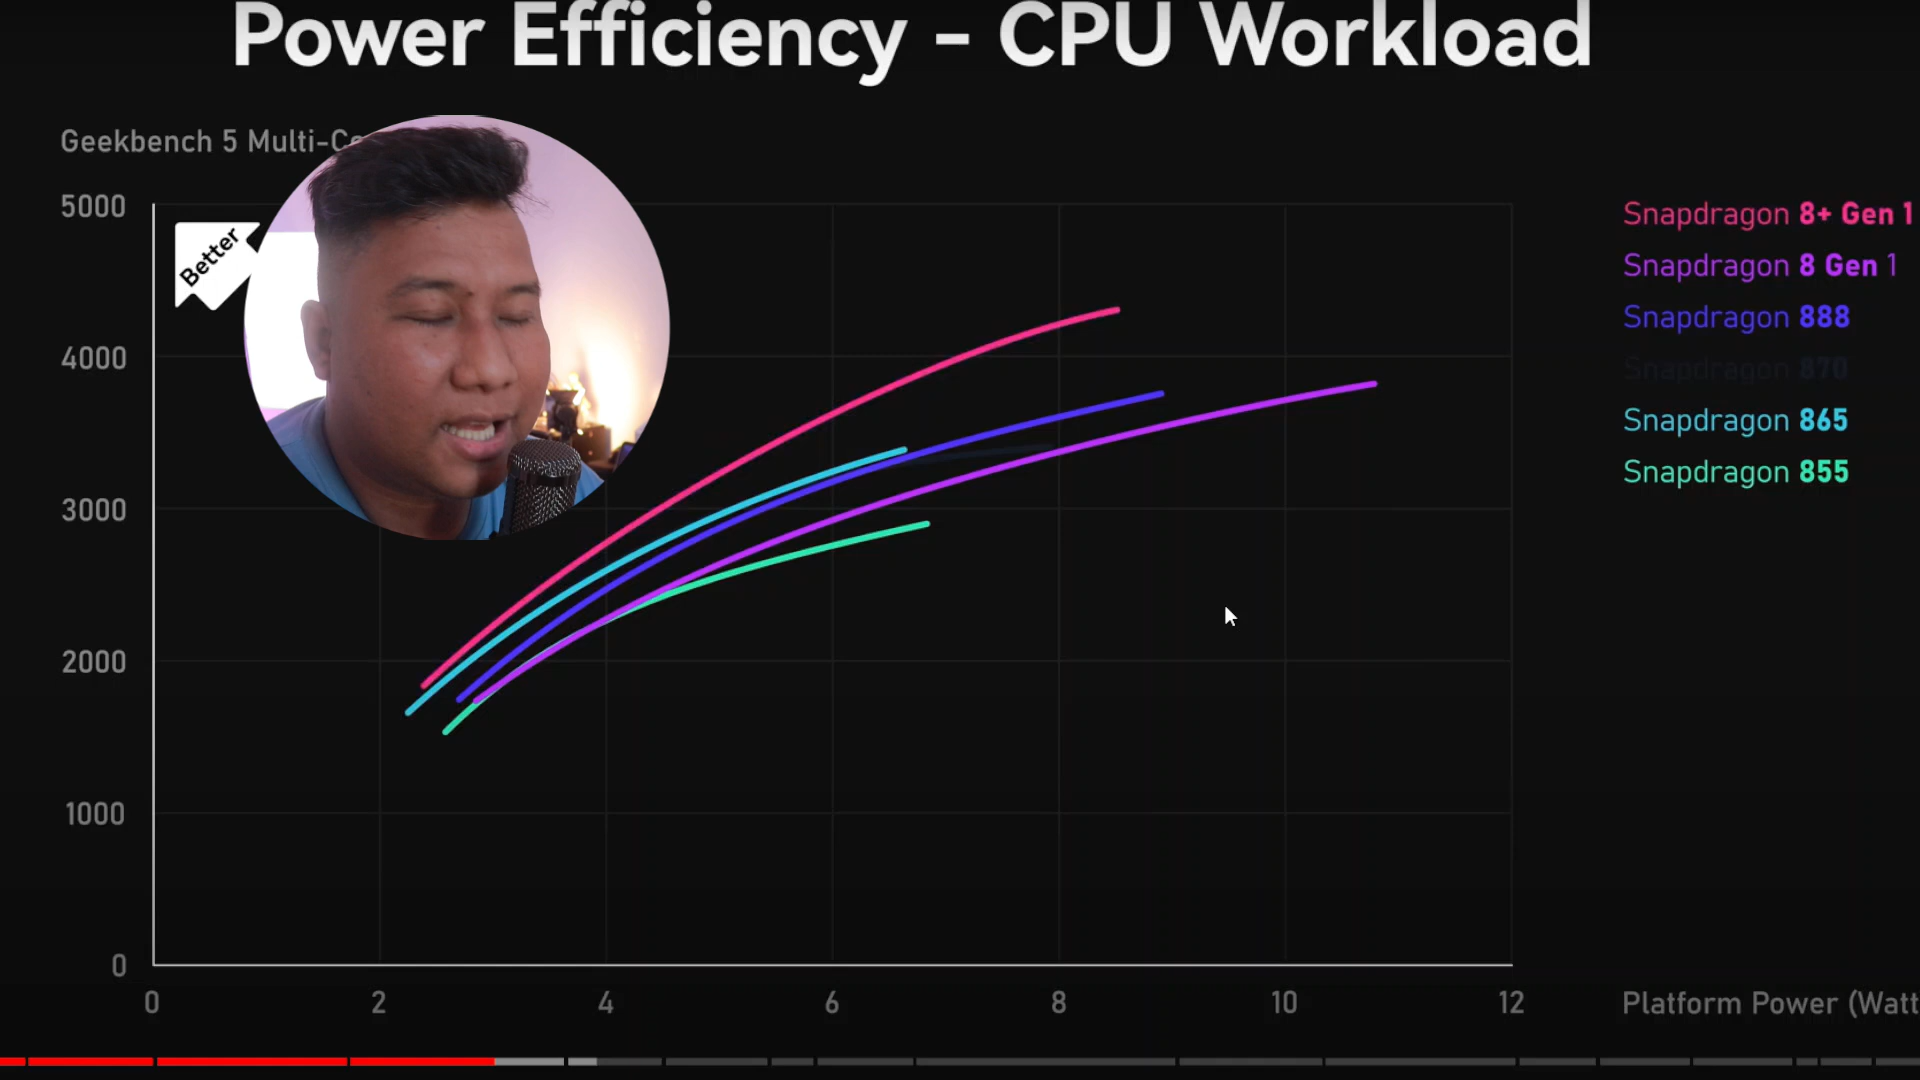 Power Efficiency - CPU Workload
Geekbench 5 Multi-
Better
5000
4000
3000
2000
1000
0
0 2 4 6 8 10 12
Platform Power (Watt
Snapdragon 8+ Gen 1
Snapdragon 8 Gen 1
Snapdragon 888
Snapdragon 870
Snapdragon 865
Snapdragon 855